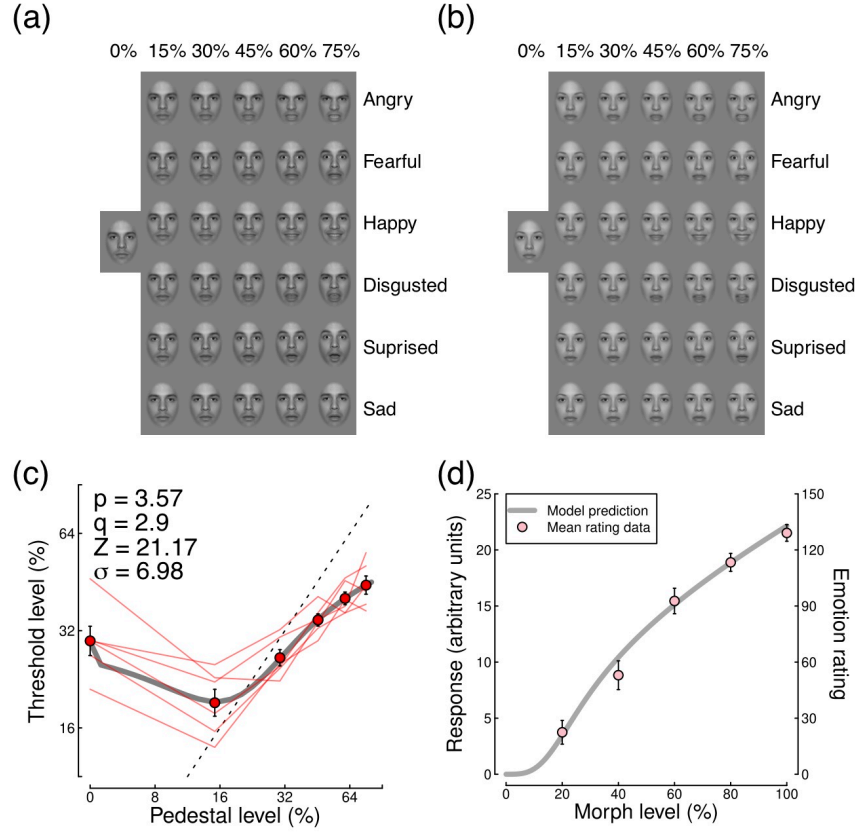 (a)
0% 15% 30% 45% 60% 75%
Angry
Fearful
Happy
Disgusted
Suprised
Sad
(b)
0% 15% 30% 45% 60% 75%
Angry
Fearful
Happy
Disgusted
Suprised
Sad
(c)
p = 3.57
q = 2.9
Z = 21.17
σ = 6.98
Threshold level (%)
64
32
16
0 8 16 32 64
Pedestal level (%)
(d)
Model prediction
Mean rating data
Response (arbitrary units)
25
20
15
10
5
0
150
120
90
60
30
0
Emotion rating
0 20 40 60 80 100
Morph level (%)